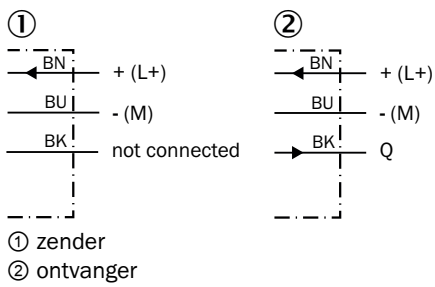 ①
BN + (L+)
BU - (M)
BK not connected
②
BN + (L+)
BU - (M)
BK Q
① zender
② ontvanger